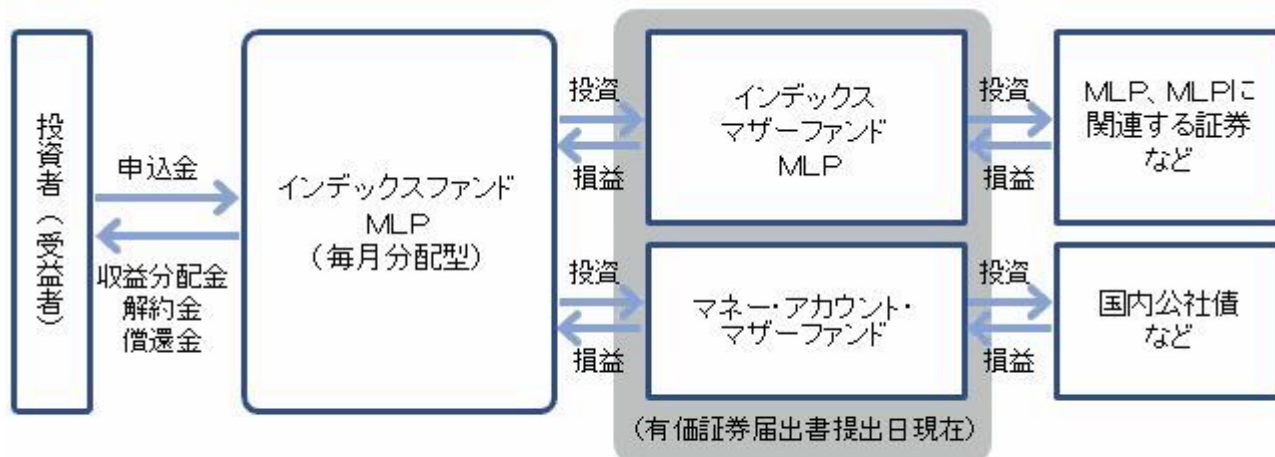 投資者(受益者)
申込金
収益分配金
解約金
償還金
インデックスファンド
MLP
(毎月分配型)
投資
損益
投資
損益
インデックス
マザーファンド
MLP
マネー・アカウント・
マザーファンド
(有価証券届出書提出日現在)
投資
損益
投資
損益
MLP、MLPに
関連する証券
など
国内公社債
など